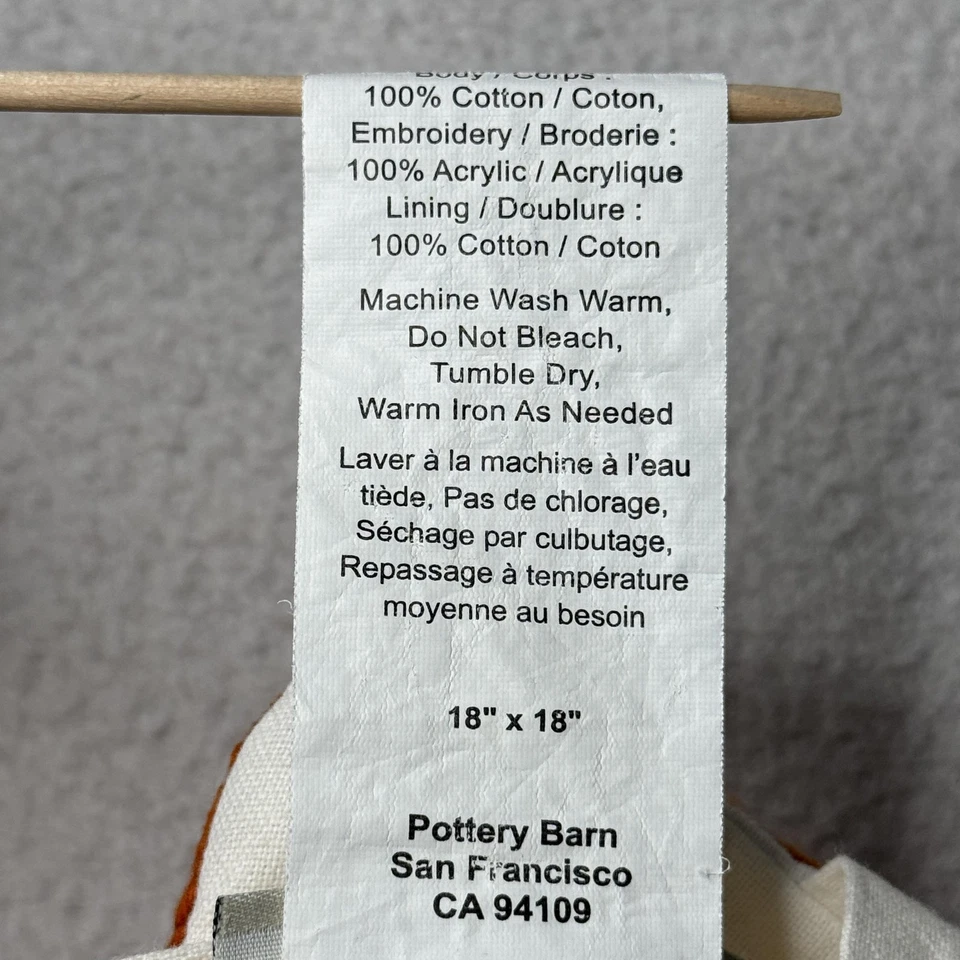 Body / Corps :
100% Cotton / Coton,
Embroidery / Broderie :
100% Acrylic / Acrylique
Lining / Doublure :
100% Cotton / Coton
Machine Wash Warm,
Do Not Bleach,
Tumble Dry,
Warm Iron As Needed
Laver à la machine à l'eau
tiède, Pas de chlorage,
Séchage par culbutage,
Repassage à température
moyenne au besoin
18" x 18"
Pottery Barn
San Francisco
CA 94109